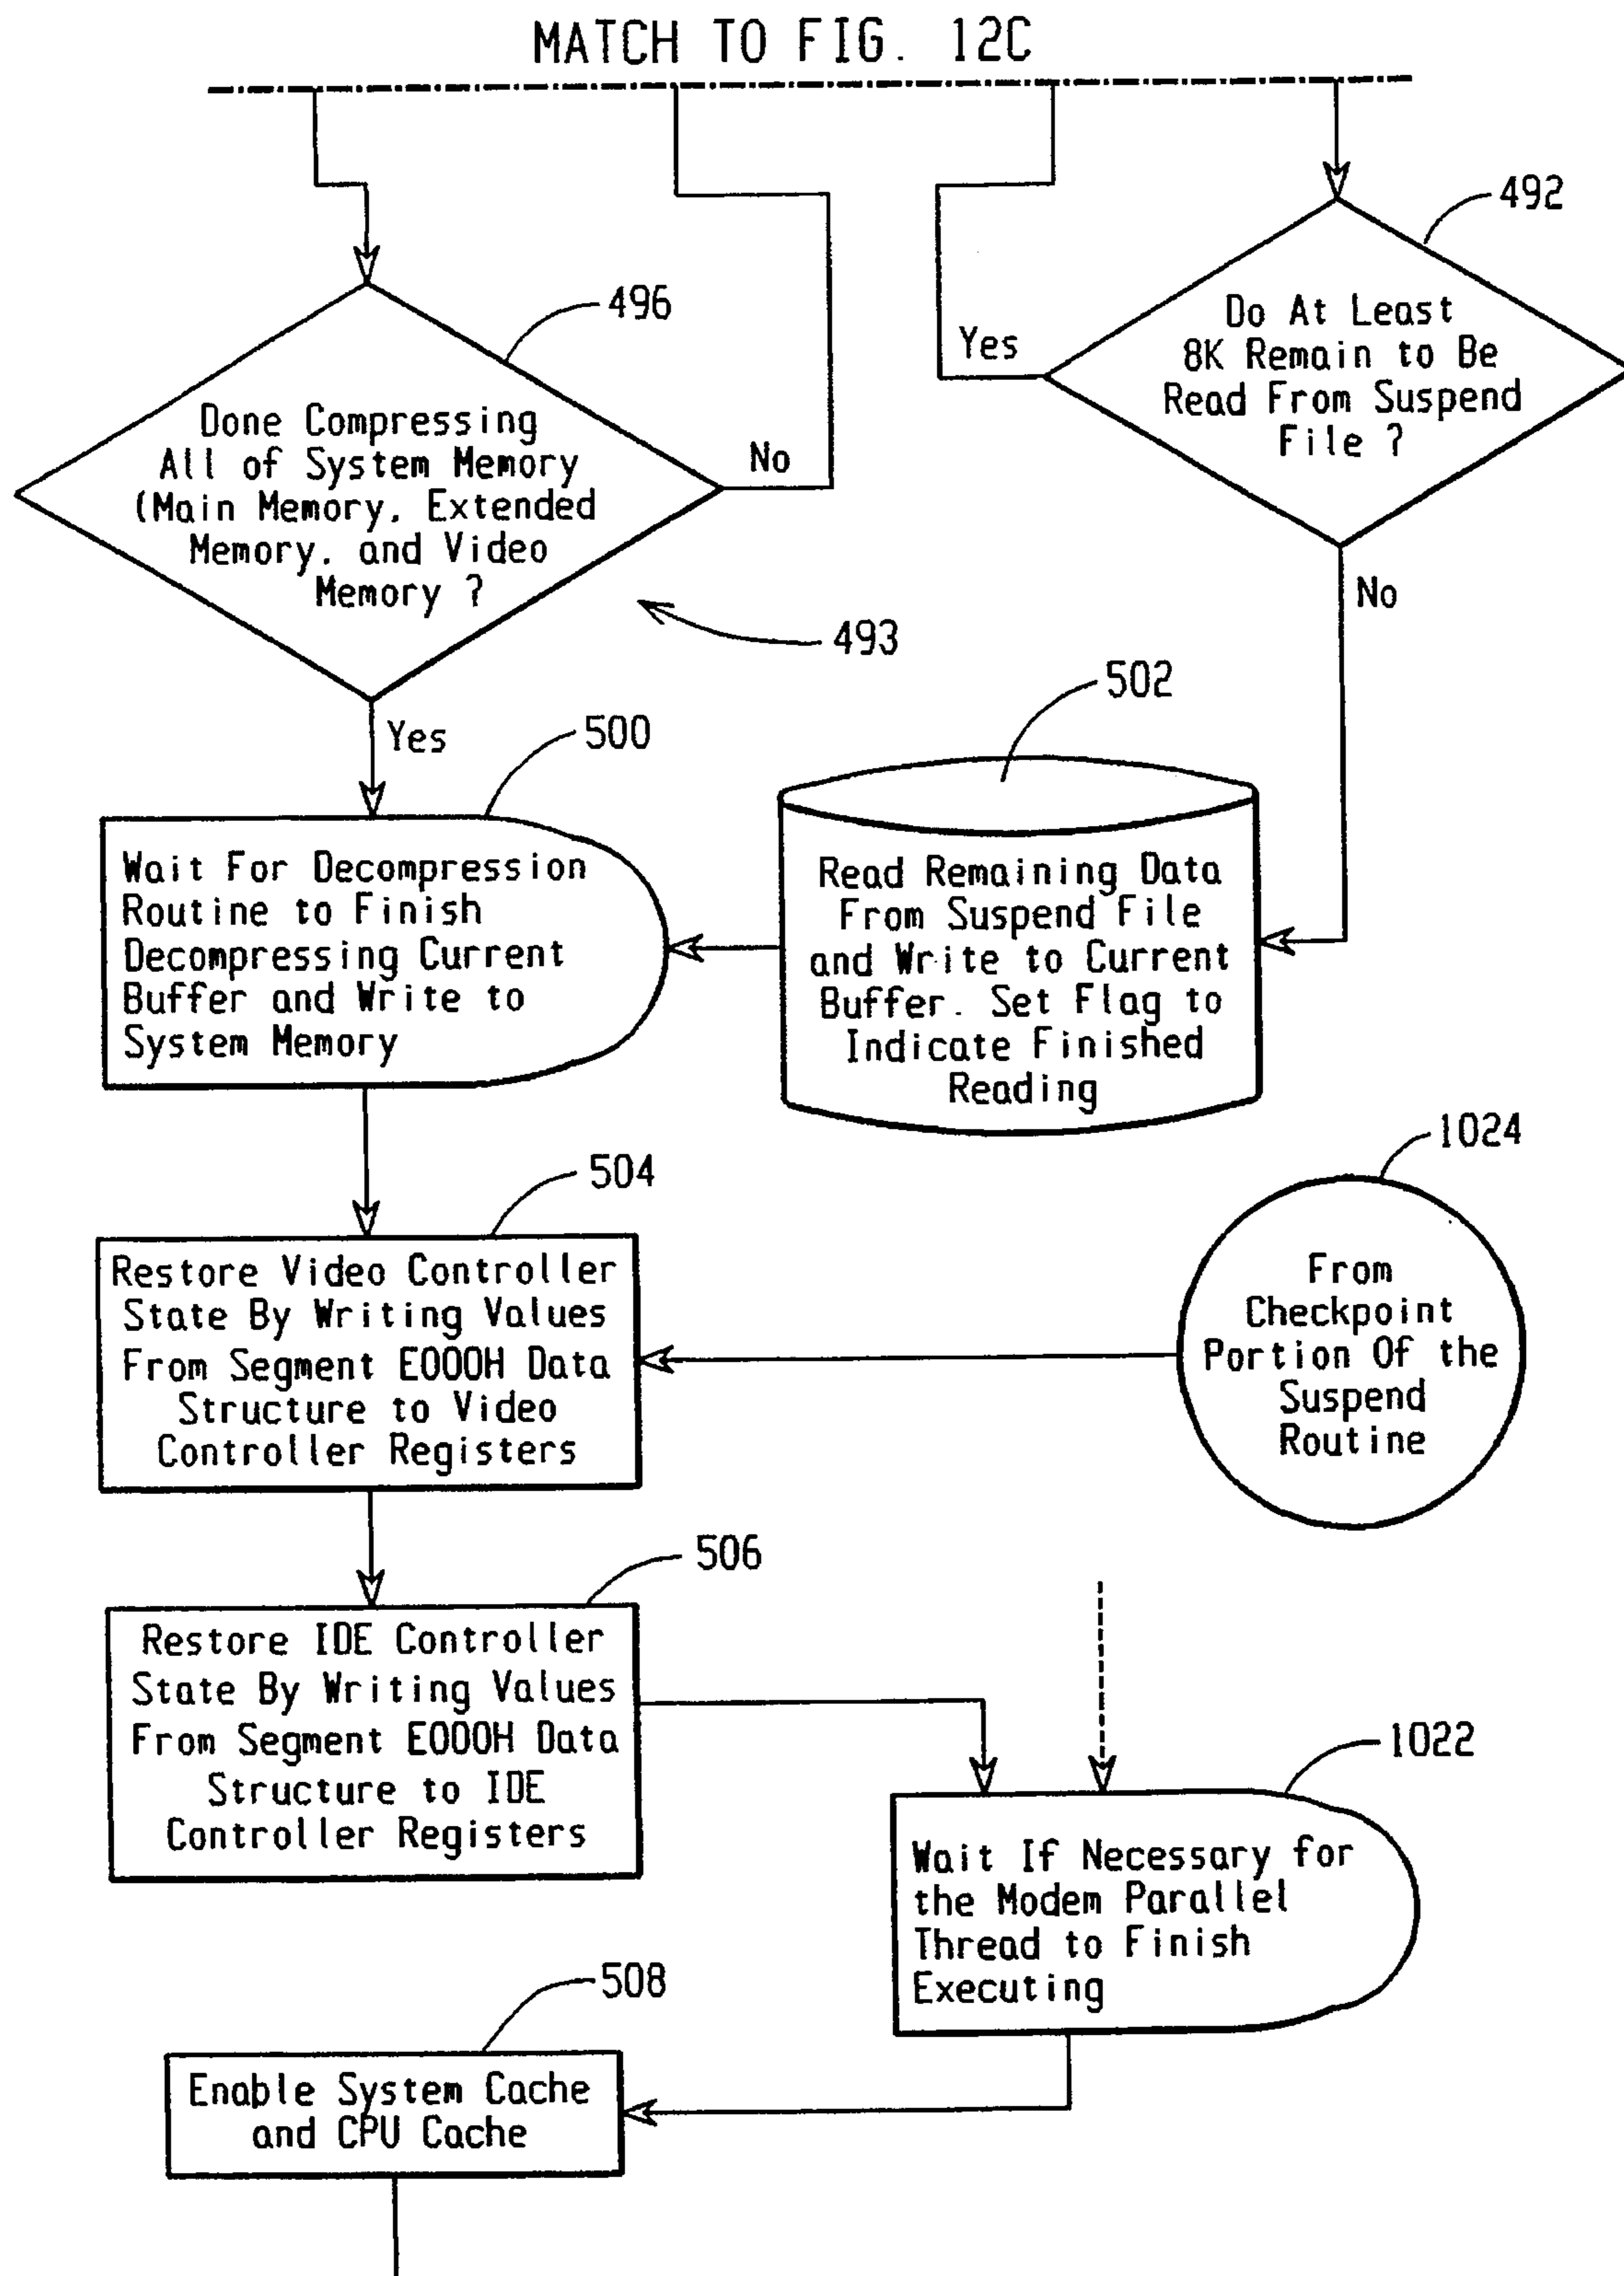 MATCH TO FIG. 12C
492
496
Do At Least
8K Remain to Be
Read From Suspend
File ?
Yes
Done Compressing
All of System Memory
(Main Memory, Extended
Memory, and Video
Memory ?
No
No
493
502
Yes
500
Wait For Decompression
Routine to Finish
Decompressing Current
Buffer and Write to
System Memory
Read Remaining Data
From Suspend File
and Write to Current
Buffer. Set Flag to
Indicate Finished
Reading
1024
504
Restore Video Controller
State By Writing Values
From Segment E000H Data
Structure to Video
Controller Registers
From
Checkpoint
Portion Of the
Suspend
Routine
506
Restore IDE Controller
State By Writing Values
From Segment E000H Data
Structure to IDE
Controller Registers
1022
Wait If Necessary for
the Modem Parallel
Thread to Finish
Executing
508
Enable System Cache
and CPU Cache